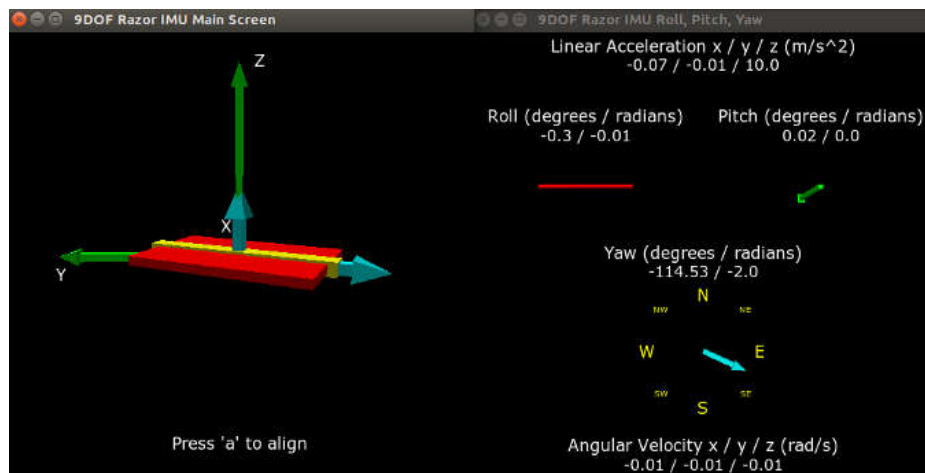 9DOF Razor IMU Main Screen
Z
X
Y
Press 'a' to align
9DOF Razor IMU Roll, Pitch, Yaw
Linear Acceleration x / y / z (m/s^2)
-0.07 / -0.01 / 10.0
Roll (degrees / radians)
-0.3 / -0.01
Pitch (degrees / radians)
0.02 / 0.0
Yaw (degrees / radians)
-114.53 / -2.0
N
NW NE
W E
SW SE
S
Angular Velocity x / y / z (rad/s)
-0.01 / -0.01 / -0.01